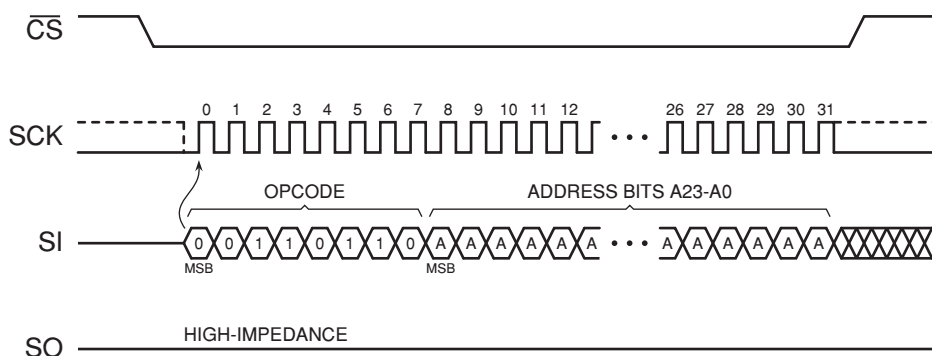 CS
0 1 2 3 4 5 6 7 8 9 10 11 12 26 27 28 29 30 31
SCK
OPCODE ADDRESS BITS A23-A0
SI 0 0 1 1 0 1 1 0 A A A A A A A A A A A A
MSB MSB
HIGH-IMPEDANCE
SO